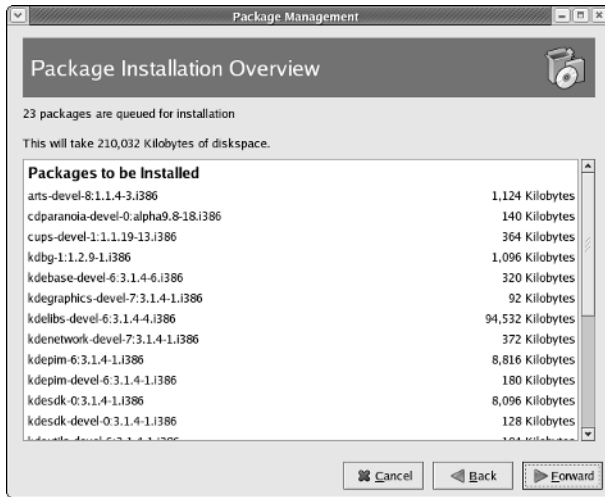 Package Management
Package Installation Overview
23 packages are queued for installation
This will take 210,032 Kilobytes of diskspace.
Packages to be Installed
arts-devel-8:1.1.4-3.i386 1,124 Kilobytes
cdparanoia-devel-0:alpha9.8-18.i386 140 Kilobytes
cups-devel-1:1.1.19-13.i386 364 Kilobytes
kdbg-1:1.2.9-1.i386 1,096 Kilobytes
kdebase-devel-6:3.1.4-6.i386 320 Kilobytes
kdegraphics-devel-7:3.1.4-1.i386 92 Kilobytes
kdelibs-devel-6:3.1.4-4.i386 94,532 Kilobytes
kdenetwork-devel-7:3.1.4-1.i386 372 Kilobytes
kdepim-6:3.1.4-1.i386 8,816 Kilobytes
kdepim-devel-6:3.1.4-1.i386 180 Kilobytes
kdesdk-0:3.1.4-1.i386 8,096 Kilobytes
kdesdk-devel-0:3.1.4-1.i386 128 Kilobytes
Cancel Back Forward